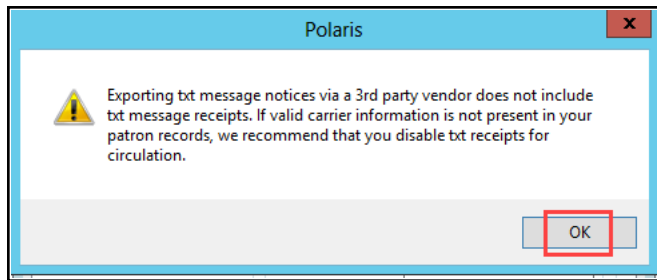 Polaris
x
Exporting txt message notices via a 3rd party vendor does not include
txt message receipts. If valid carrier information is not present in your
patron records, we recommend that you disable txt receipts for
circulation.
OK